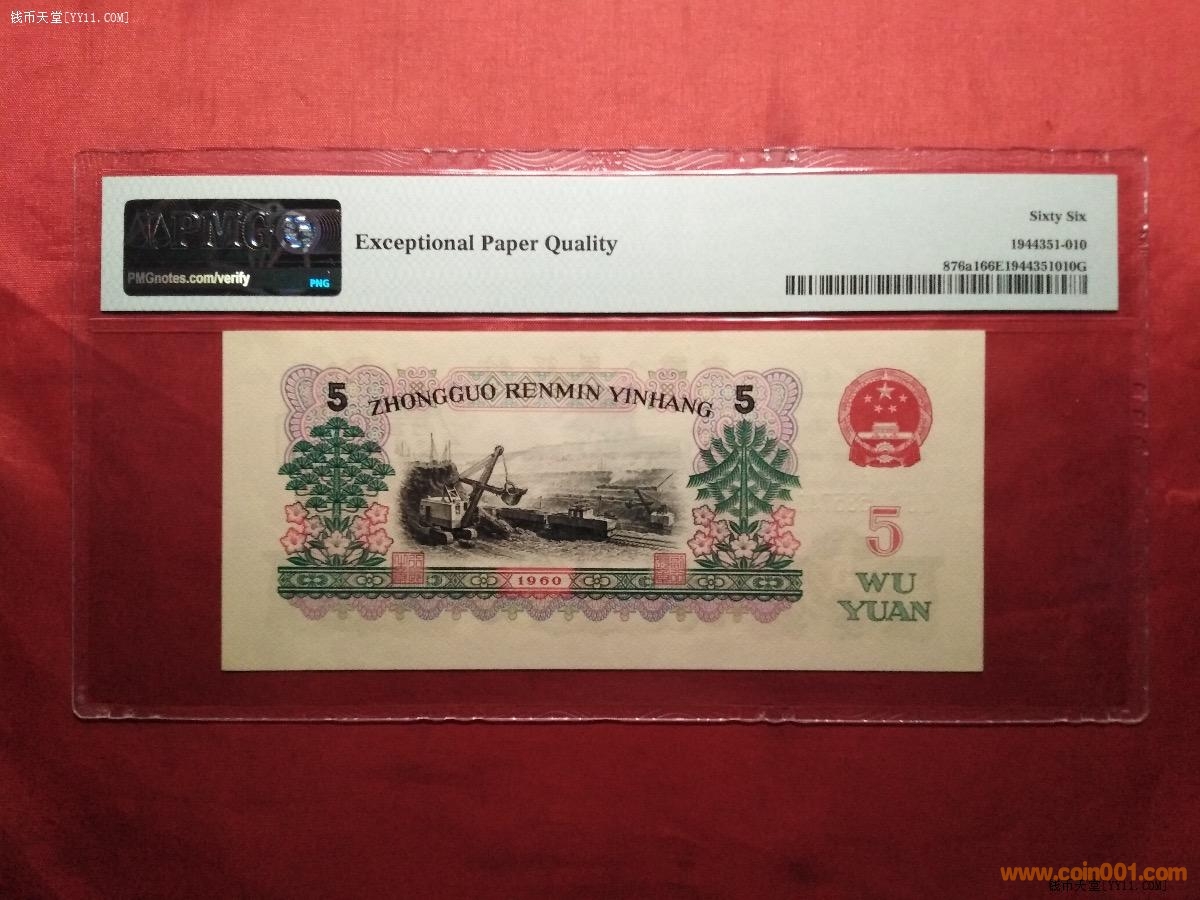 钱币天堂[YY11.COM]
PMG
PMGnotes.com/verify
PNG
Exceptional Paper Quality
Sixty Six
1944351-010
876a166E1944351010G
5
ZHONGGUO RENMIN YINHANG
5
1960
5
WU
YUAN
www.coin001.com
钱币天堂[YY11.COM]